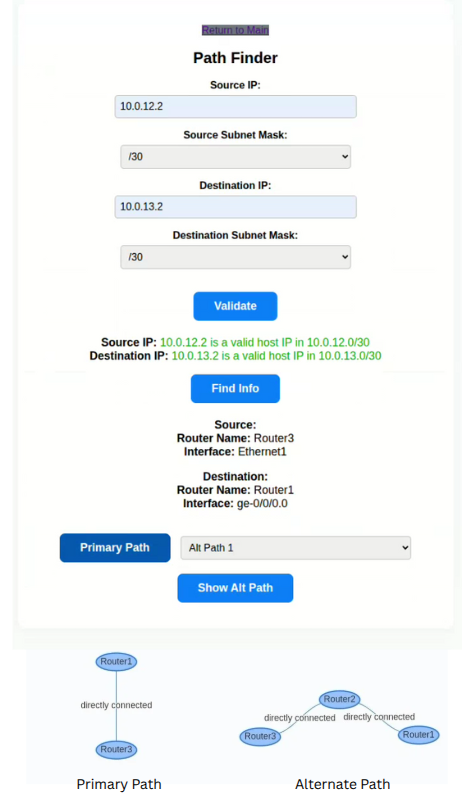 Return to Main
Path Finder
Source IP:
10.0.12.2
Source Subnet Mask:
/30
Destination IP:
10.0.13.2
Destination Subnet Mask:
/30
Validate
Source IP: 10.0.12.2 is a valid host IP in 10.0.12.0/30
Destination IP: 10.0.13.2 is a valid host IP in 10.0.13.0/30
Find Info
Source:
Router Name: Router3
Interface: Ethernet1
Destination:
Router Name: Router1
Interface: ge-0/0/0.0
Primary Path Alt Path 1
Show Alt Path
Router1
directly connected
Router3
Primary Path
Router2
directly connected directly connected
Router3 Router1
Alternate Path